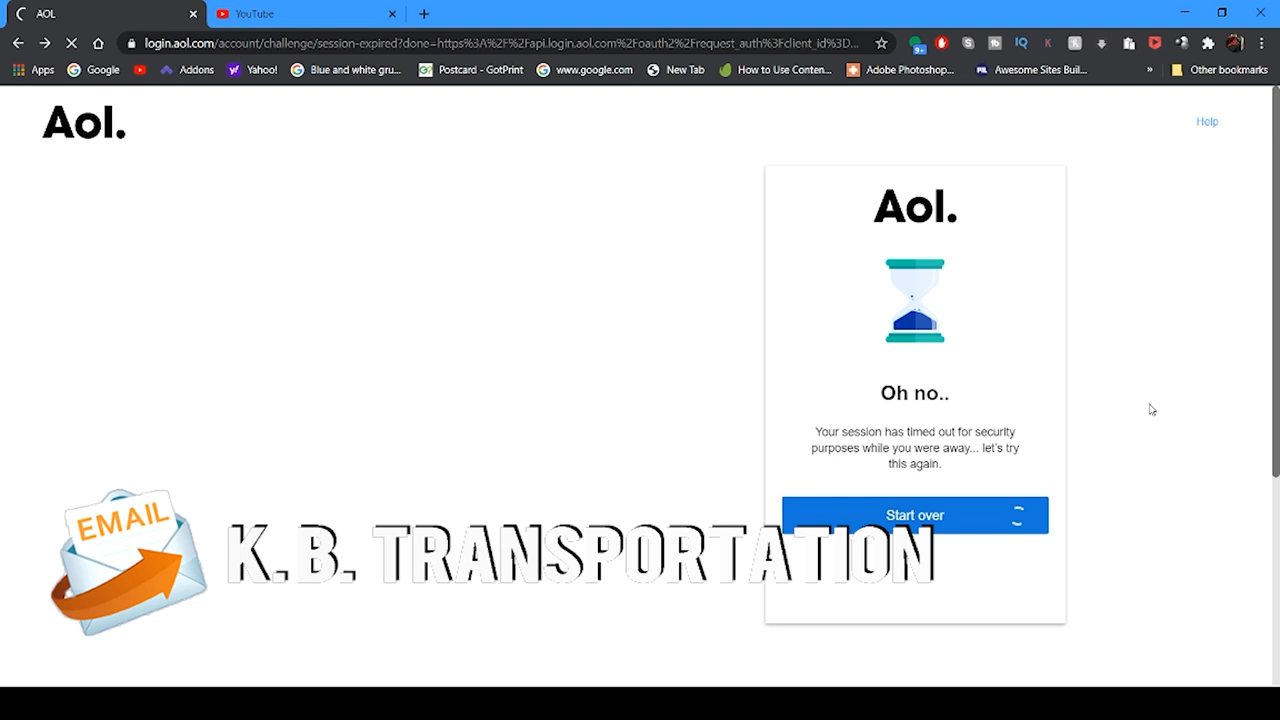 AOL
YouTube
login.aol.com/account/challenge/session-expired?done=https%3A%2F%2Fapi.login.aol.com%2Foauth2%2Frequest_auth%3Fclient_id%3D...
9+
IQ
K
Apps
Google
Addons
Yahoo!
Blue and white gru...
Postcard - GotPrint
www.google.com
New Tab
How to Use Conten...
Adobe Photoshop...
Awesome Sites Buil...
»
Other bookmarks
Aol.
Help
Aol.
Oh no..
Your session has timed out for security
purposes while you were away... let's try
this again.
Start over
EMAIL
K.B. TRANSPORTATION